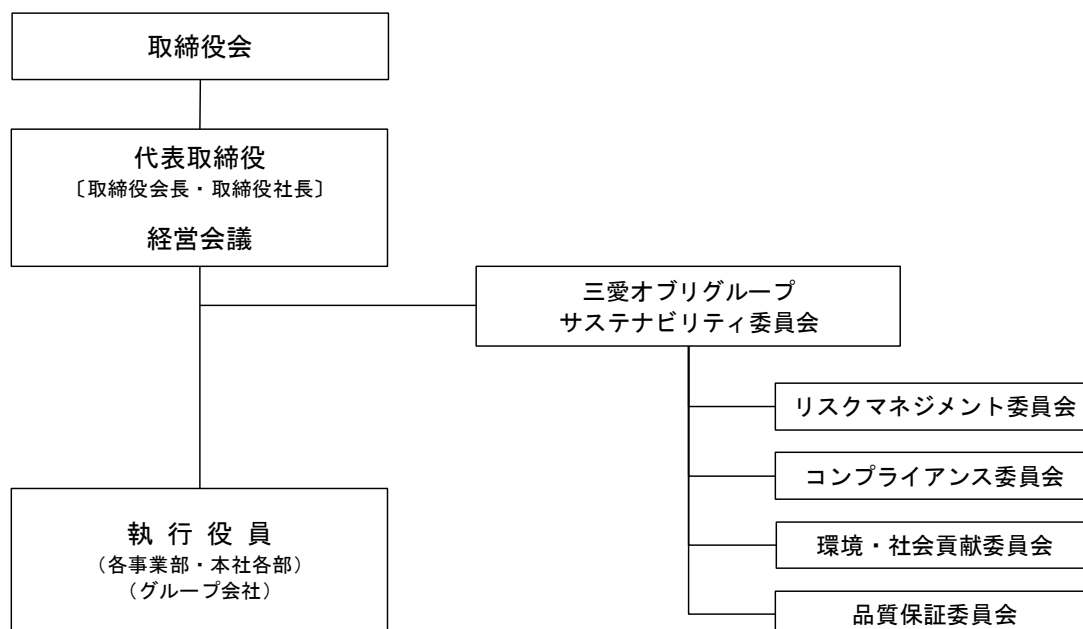 取締役会
代表取締役
〔取締役会長・取締役社長〕
経営会議
三愛オブリグループ
サステナビリティ委員会
リスクマネジメント委員会
コンプライアンス委員会
環境・社会貢献委員会
品質保証委員会
執 行 役 員
（各事業部・本社各部）
（グループ会社）